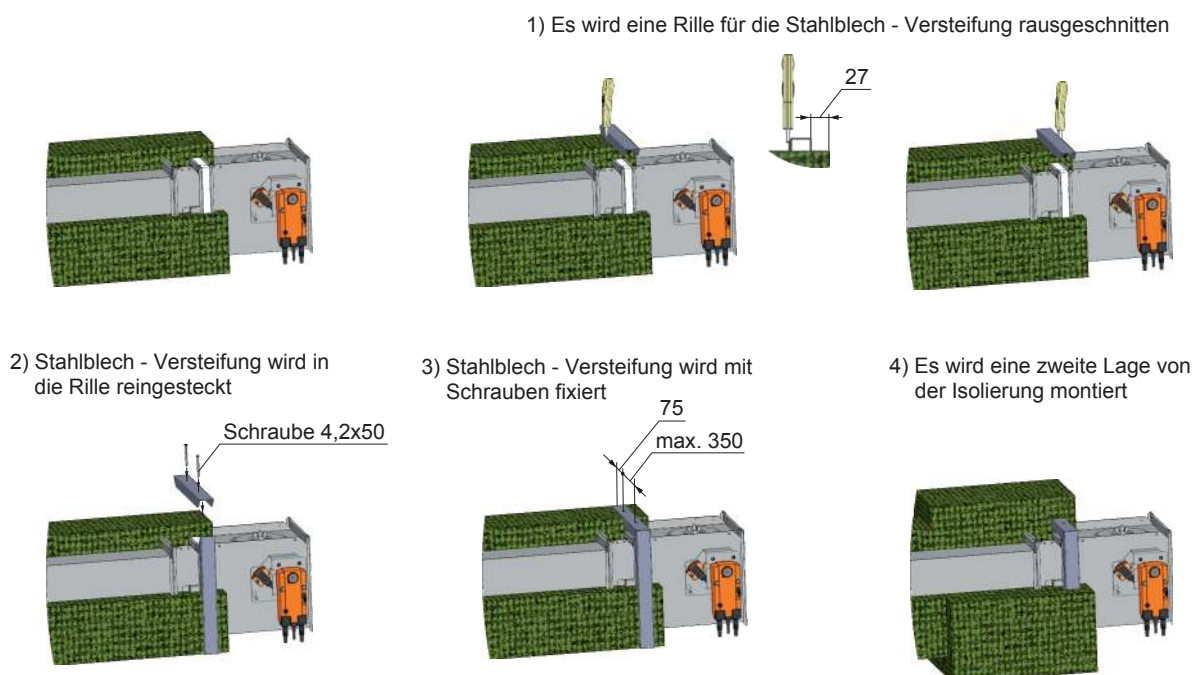 1) Es wird eine Rille für die Stahlblech - Versteifung rausgeschnitten
27
2) Stahlblech - Versteifung wird in
die Rille reingesteckt
Schraube 4,2x50
3) Stahlblech - Versteifung wird mit
Schrauben fixiert
75
max. 350
4) Es wird eine zweite Lage von
der Isolierung montiert